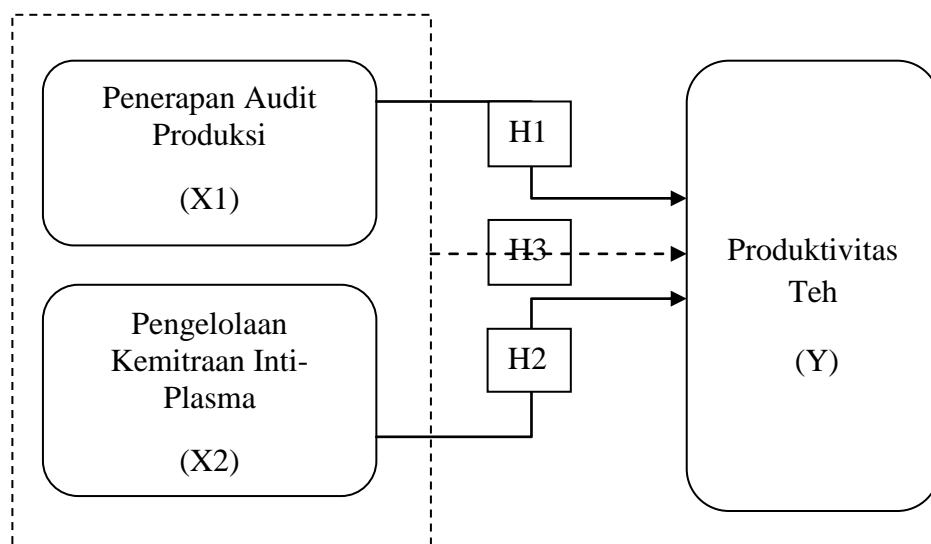 Penerapan Audit
Produksi
(X1)
H1
H3
Produktivitas
Teh
(Y)
Pengelolaan
Kemitraan Inti-
Plasma
(X2)
H2